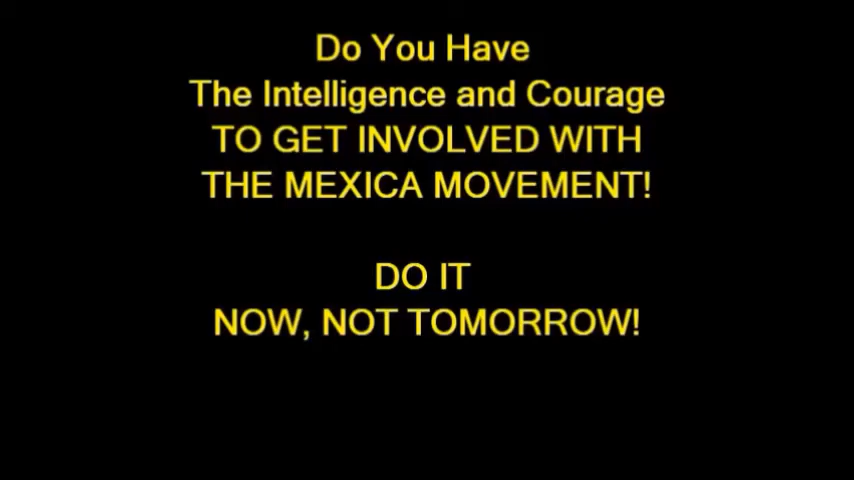 Do You Have
The Intelligence and Courage
TO GET INVOLVED WITH
THE MEXICA MOVEMENT!
DO IT
NOW, NOT TOMORROW!